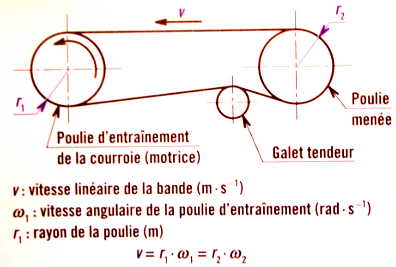 v
r₂
r₁
Poulie
menée
Poulie d'entraînement
de la courroie (motrice)
Galet tendeur
v : vitesse linéaire de la bande (m · s⁻¹)
ω₁ : vitesse angulaire de la poulie d'entraînement (rad · s⁻¹)
r₁ : rayon de la poulie (m)
v = r₁ · ω₁ = r₂ · ω₂